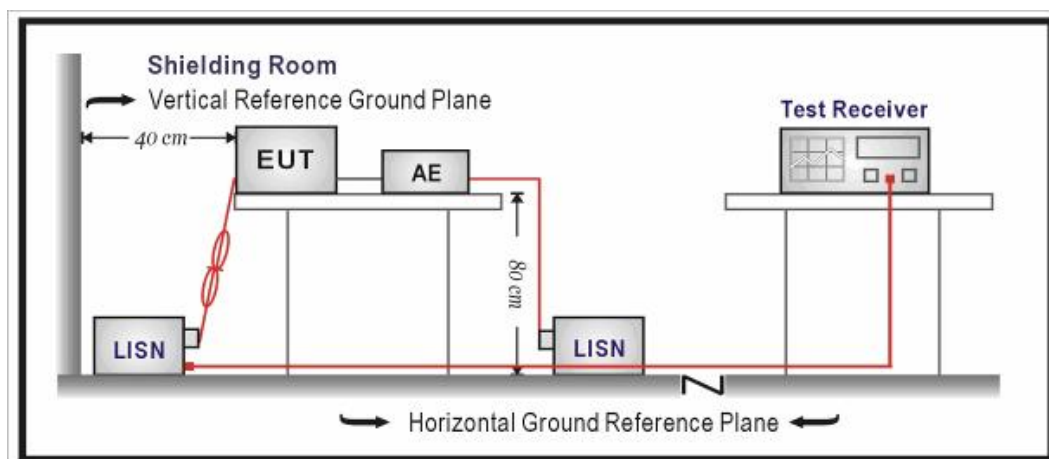 Shielding Room
Vertical Reference Ground Plane
40 cm
EUT
AE
Test Receiver
80 cm
LISN
LISN
Horizontal Ground Reference Plane